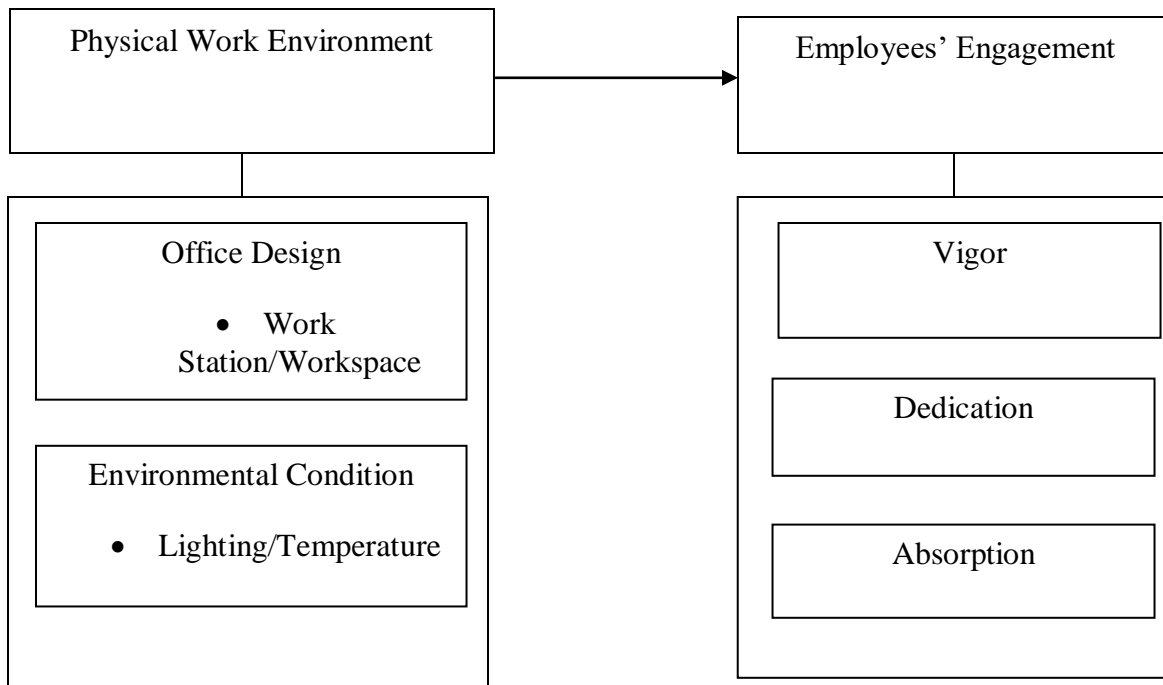 Physical Work Environment
Employees’ Engagement
Office Design
• Work
Station/Workspace
Environmental Condition
• Lighting/Temperature
Vigor
Dedication
Absorption